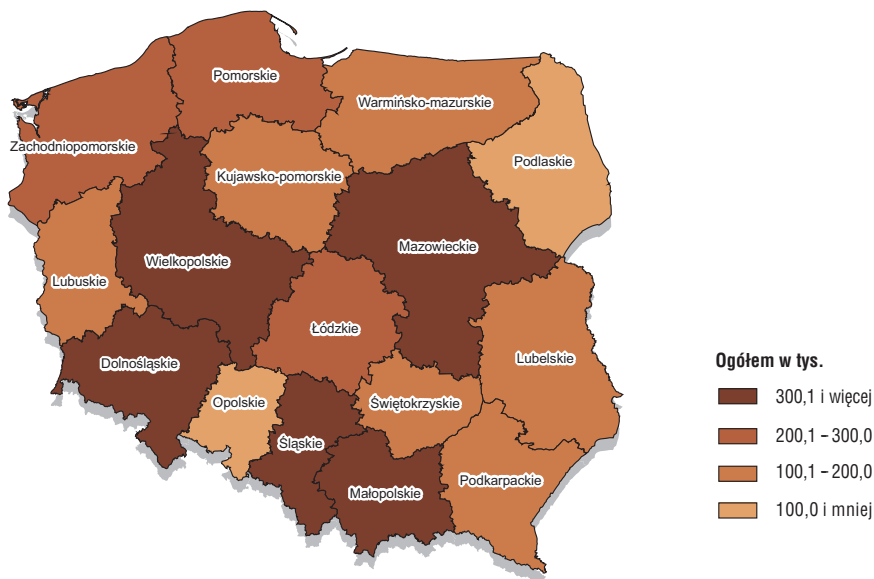 Pomorskie
Warmińsko-mazurskie
Zachodniopomorskie
Podlaskie
Kujawsko-pomorskie
Mazowieckie
Wielkopolskie
Lubuskie
Łódzkie
Lubelskie
Dolnośląskie
Opolskie
Świętokrzyskie
Śląskie
Podkarpackie
Małopolskie
Ogółem w tys.
300,1 i więcej
200,1 – 300,0
100,1 – 200,0
100,0 i mniej